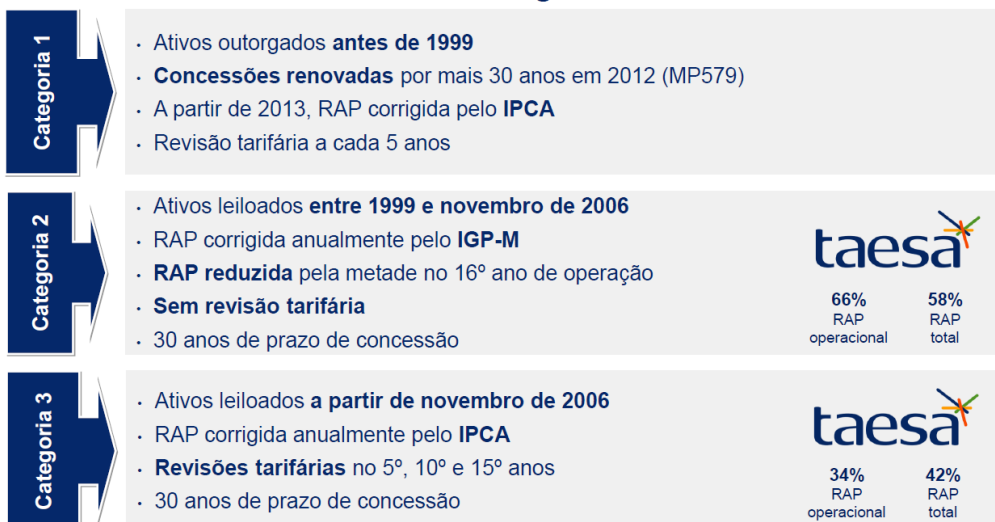 Categoria 1
· Ativos outorgados antes de 1999
· Concessões renovadas por mais 30 anos em 2012 (MP579)
· A partir de 2013, RAP corrigida pelo IPCA
· Revisão tarifária a cada 5 anos
Categoria 2
· Ativos leiloados entre 1999 e novembro de 2006
· RAP corrigida anualmente pelo IGP-M
· RAP reduzida pela metade no 16º ano de operação
· Sem revisão tarifária
· 30 anos de prazo de concessão
taesa
66% 58%
RAP RAP
operacional total
Categoria 3
· Ativos leiloados a partir de novembro de 2006
· RAP corrigida anualmente pelo IPCA
· Revisões tarifárias no 5º, 10º e 15º anos
· 30 anos de prazo de concessão
taesa
34% 42%
RAP RAP
operacional total